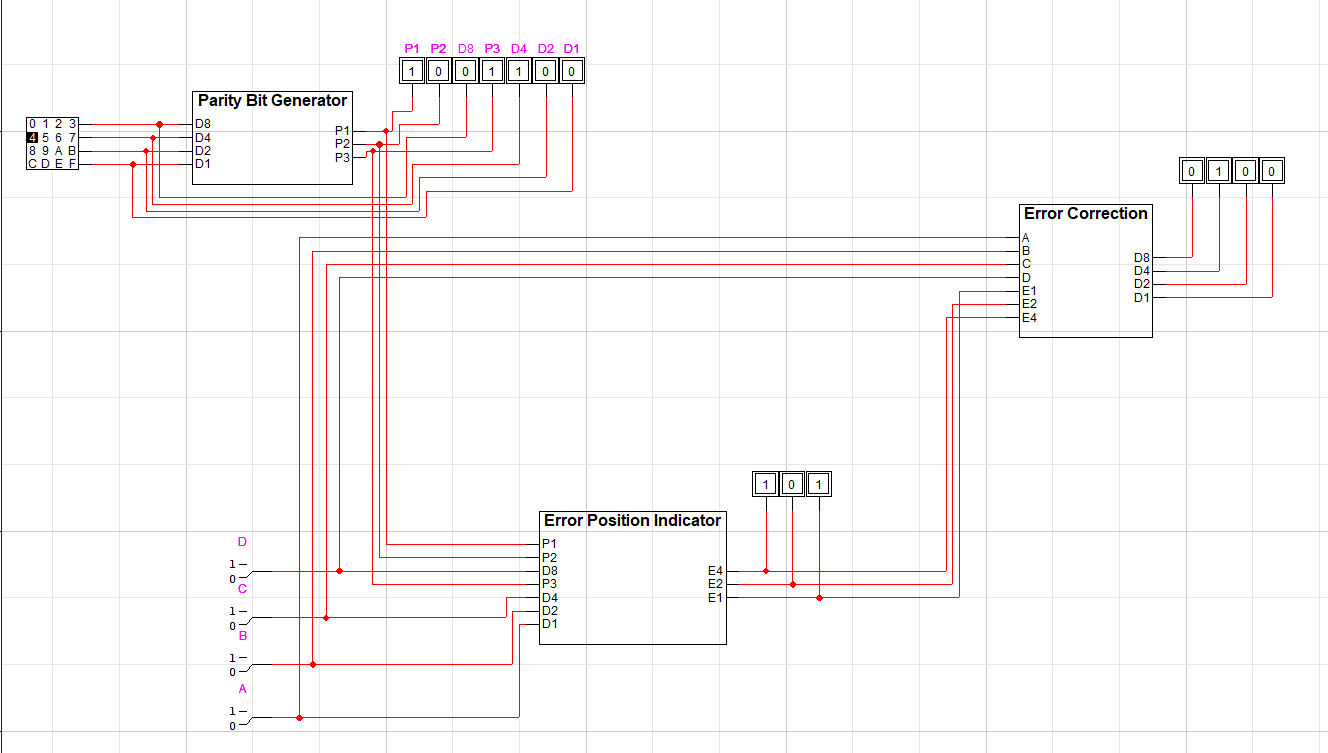 P1 P2 D8 P3 D4 D2 D1
1 0 0 1 1 0 0
Parity Bit Generator
0 1 2 3
4 5 6 7
8 9 A B
C D E F
D8
D4
D2
D1
P1
P2
P3
0 1 0 0
Error Correction
A
B
C
D
E1
E2
E4
D8
D4
D2
D1
1 0 1
Error Position Indicator
P1
P2
D8
P3
D4
D2
D1
E4
E2
E1
D
1
0
C
1
0
B
1
0
A
1
0